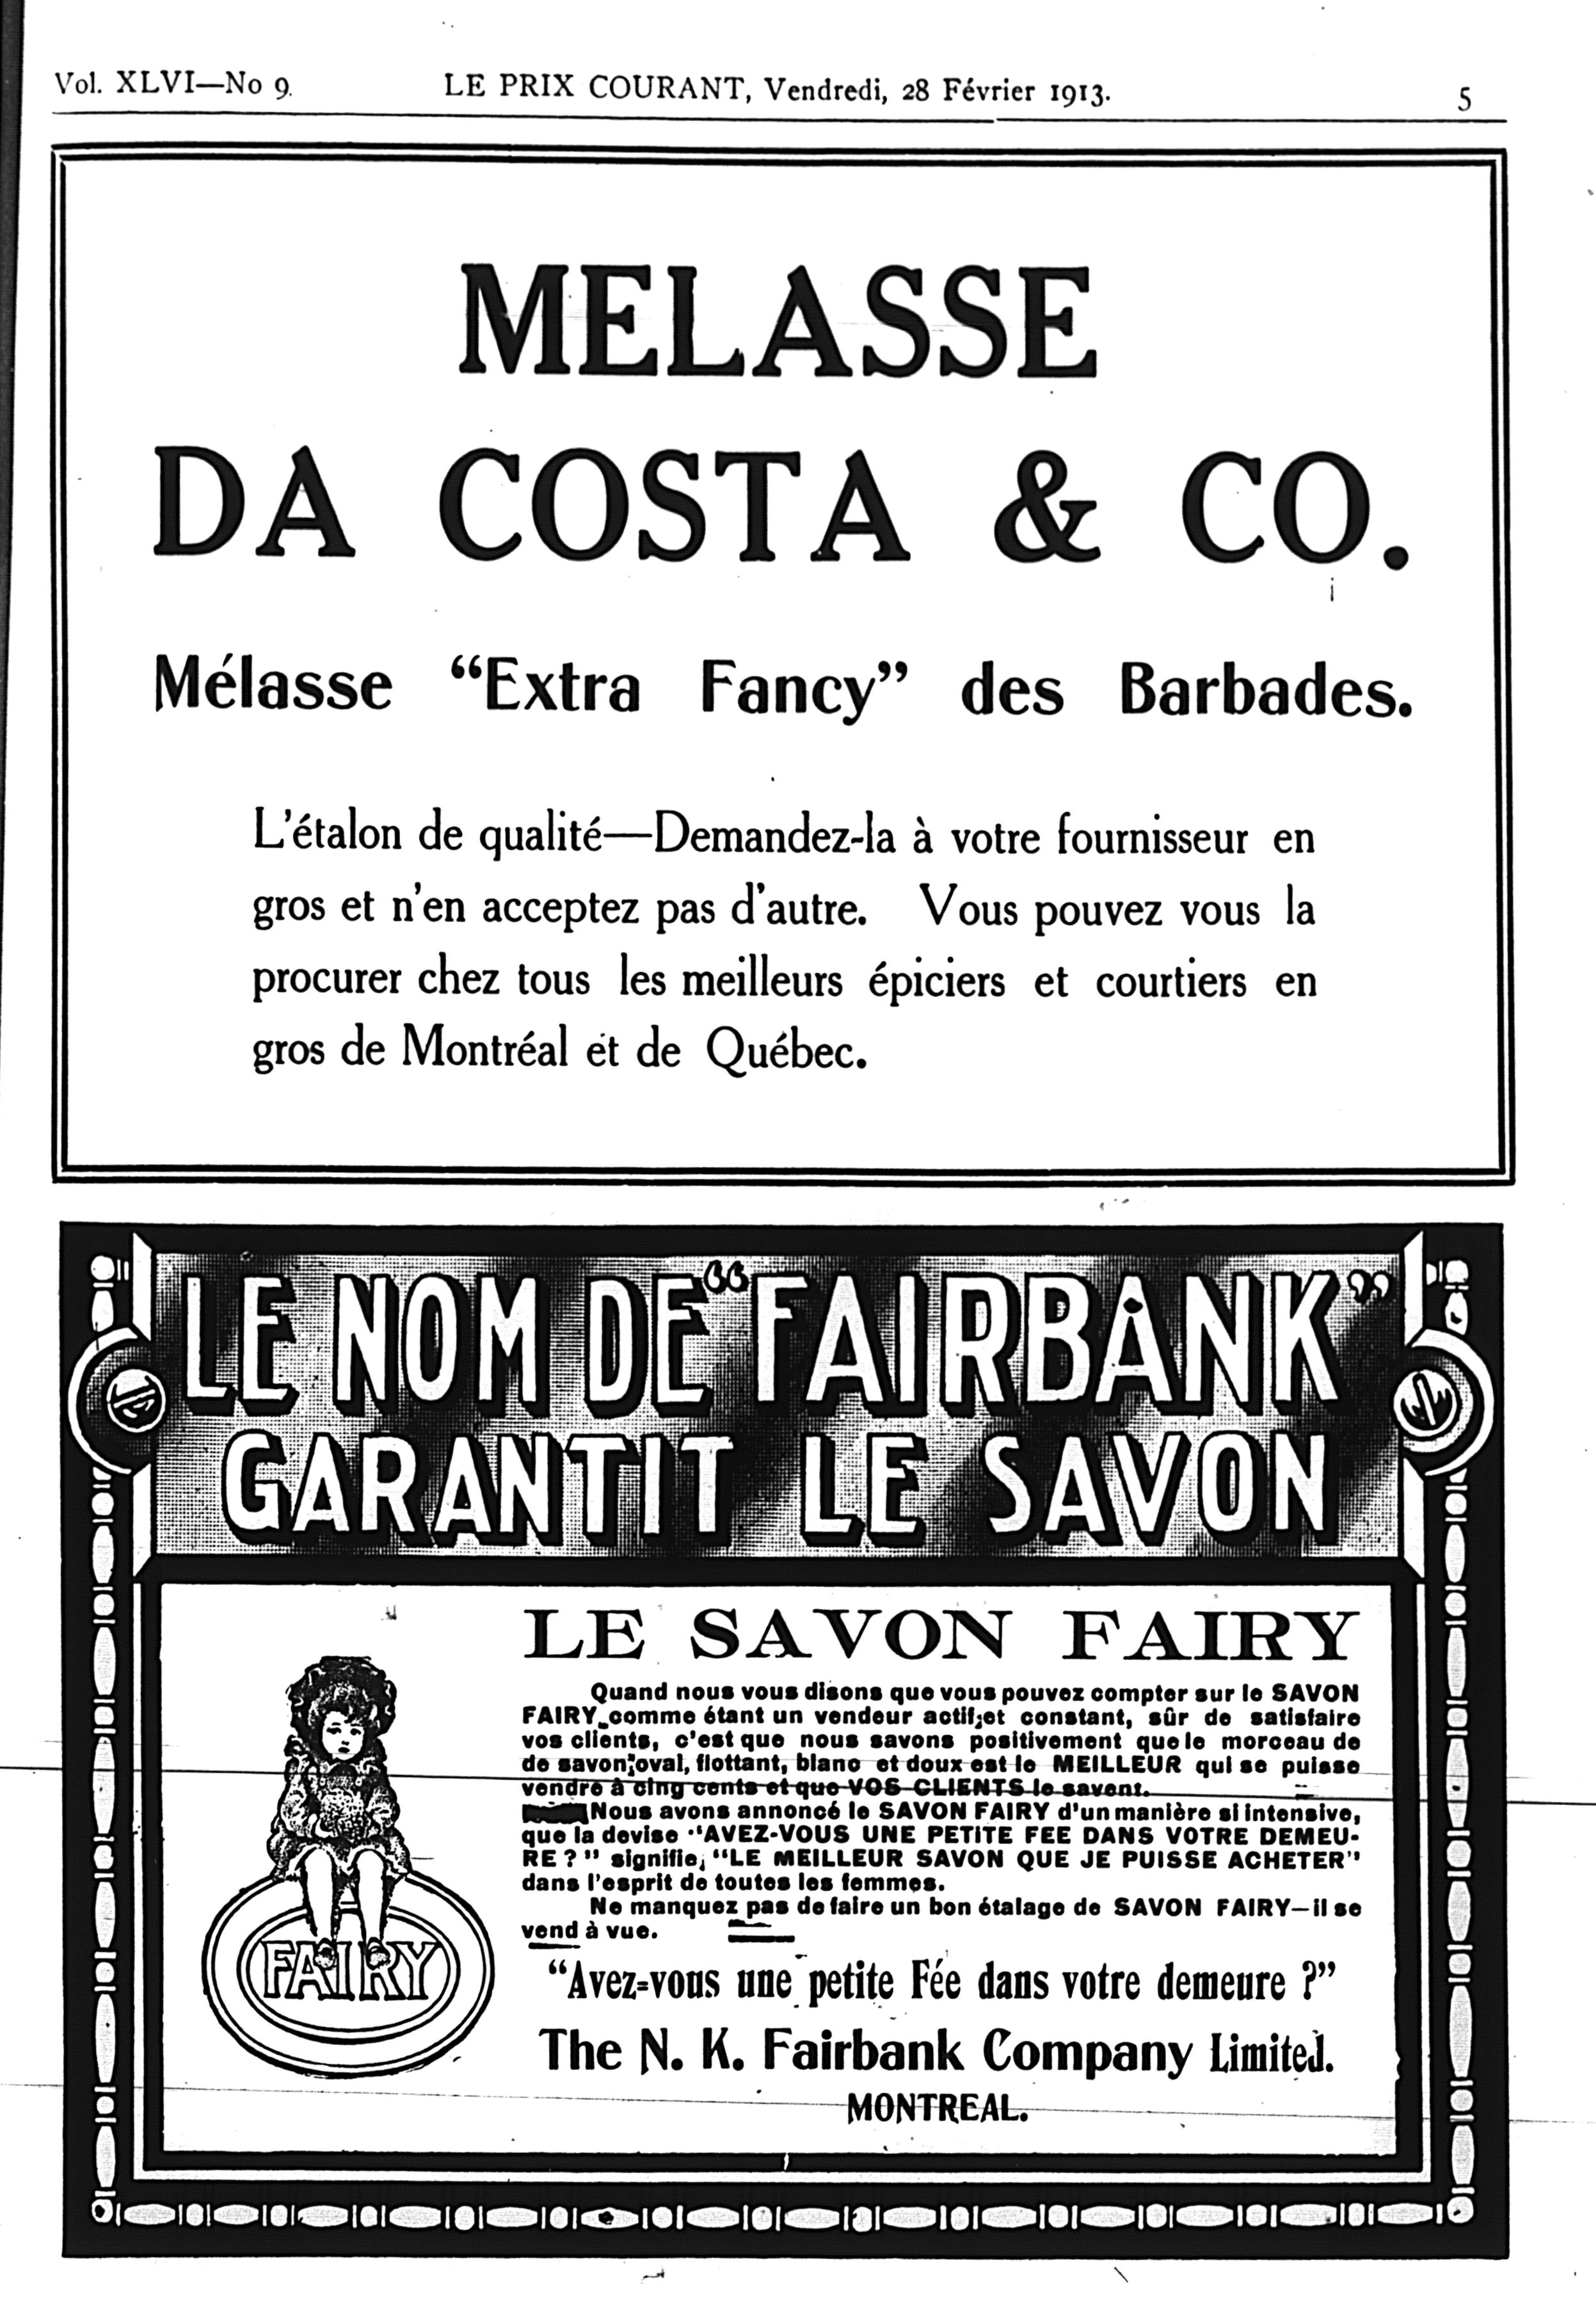 Vol. XLVI—No 9. LE PRIX COURANT, Vendredi, 28 Février 1913. 5
MELASSE
DA COSTA & CO.
Mélasse “Extra Fancy” des Barbades.
L’étalon de qualité—Demandez-la à votre fournisseur en
gros et n’en acceptez pas d’autre. Vous pouvez vous la
procurer chez tous les meilleurs épiciers et courtiers en
gros de Montréal et de Québec.
LE NOM DE “FAIRBANK”
GARANTIT LE SAVON
LE SAVON FAIRY
Quand nous vous disons que vous pouvez compter sur le SAVON
FAIRY comme étant un vendeur actif et constant, sûr de satisfaire
vos clients, c’est que nous savons positivement que le morceau de
de savon oval, flottant, blanc et doux est le MEILLEUR qui se puisse
vendre à cinq cents et que VOS CLIENTS le savent.
Nous avons annoncé le SAVON FAIRY d’un manière si intensive,
que la devise “AVEZ-VOUS UNE PETITE FEE DANS VOTRE DEMEU-
RE ? ” signifie, “LE MEILLEUR SAVON QUE JE PUISSE ACHETER”
dans l’esprit de toutes les femmes.
Ne manquez pas de faire un bon étalage de SAVON FAIRY—il se
vend à vue.
FAIRY
“Avez-vous une petite Fée dans votre demeure ?”
The N. K. Fairbank Company Limited.
MONTREAL.